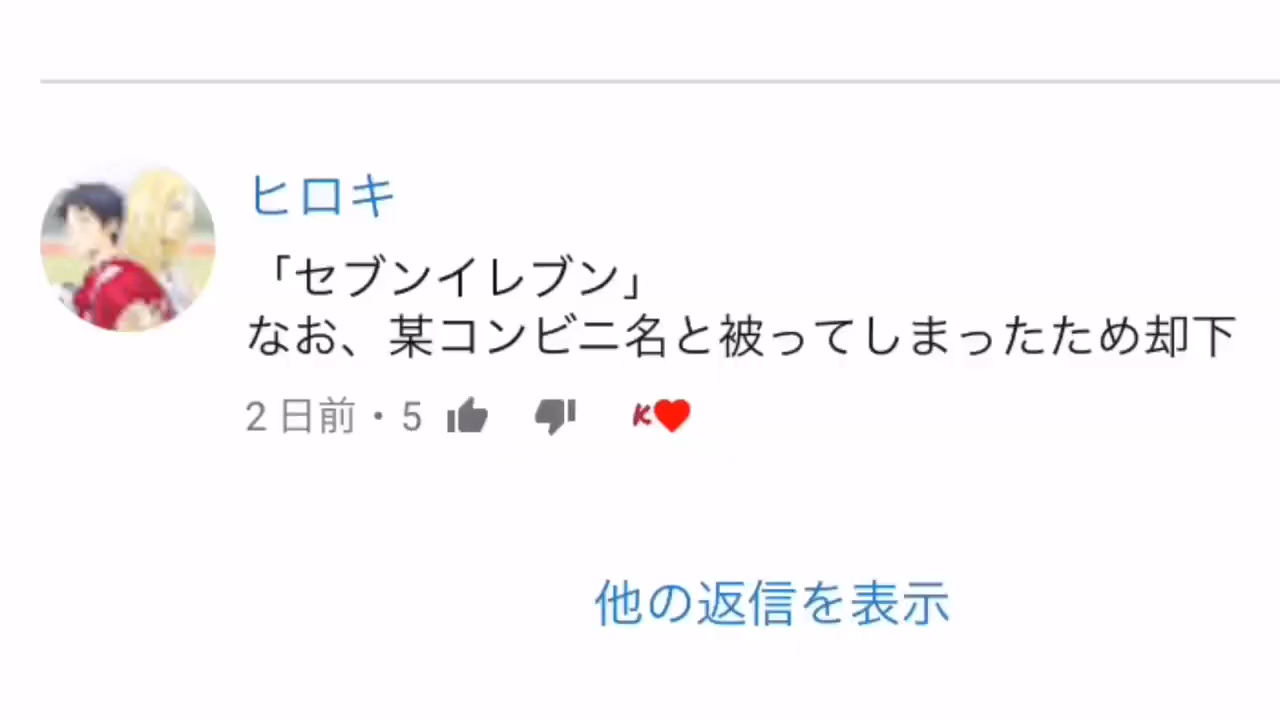 ヒロキ
「セブンイレブン」
なお、某コンビニ名と被ってしまったため却下
2 日前・5
K
他の返信を表示